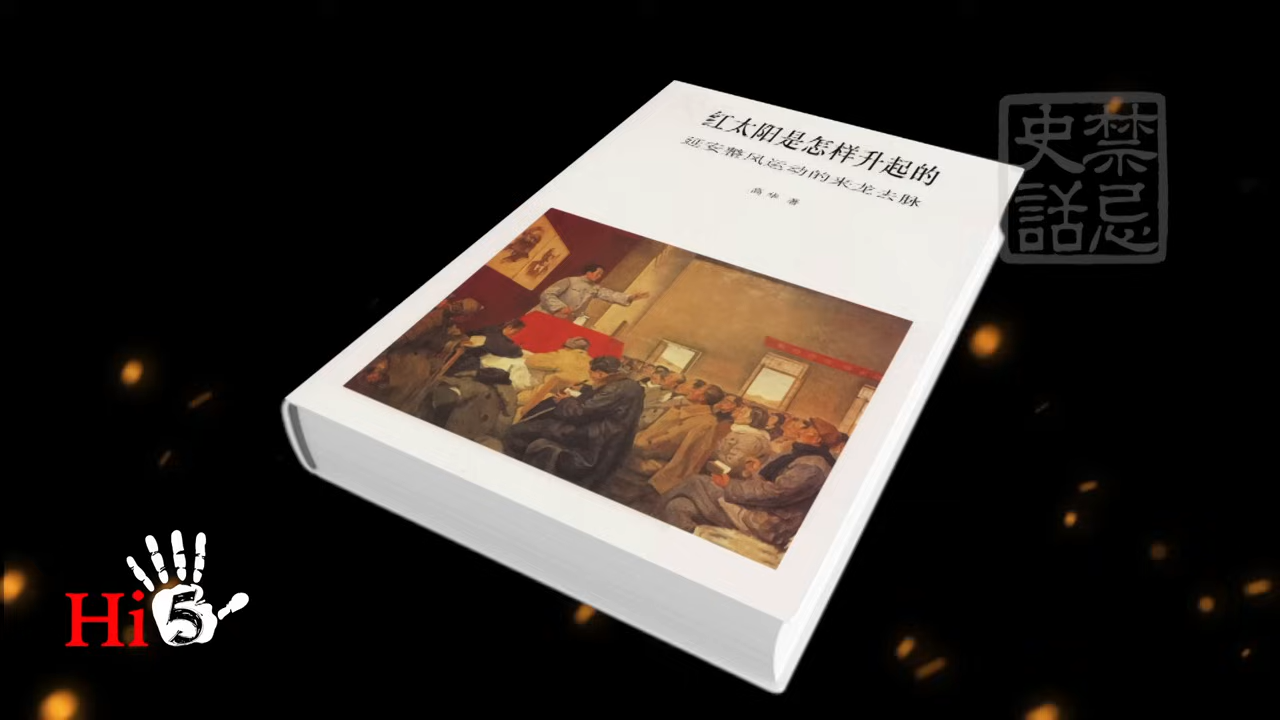 红太阳是怎样升起的
延安整风运动的来龙去脉
高华 著
禁忌
史話
Hi5